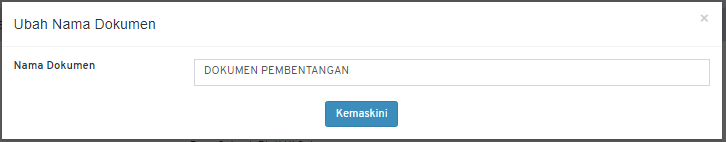 Ubah Nama Dokumen
×
Nama Dokumen
DOKUMEN PEMBENTANGAN
Kemaskini